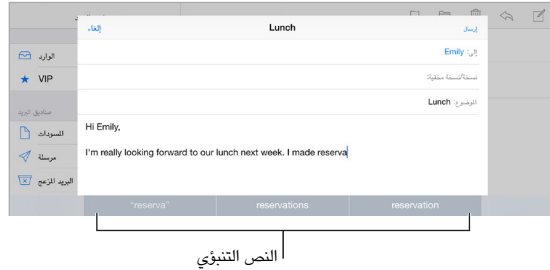 إلغاء Lunch إرسال
إلى: Emily
نسخة/نسخة مخفية:
الموضوع: Lunch
Hi Emily,
I'm really looking forward to our lunch next week. I made reserva
الوارد
VIP
صناديق البريد
المسودات
مرسلة
البريد المزعج
"reserva" reservations reservation
النص التنبؤي